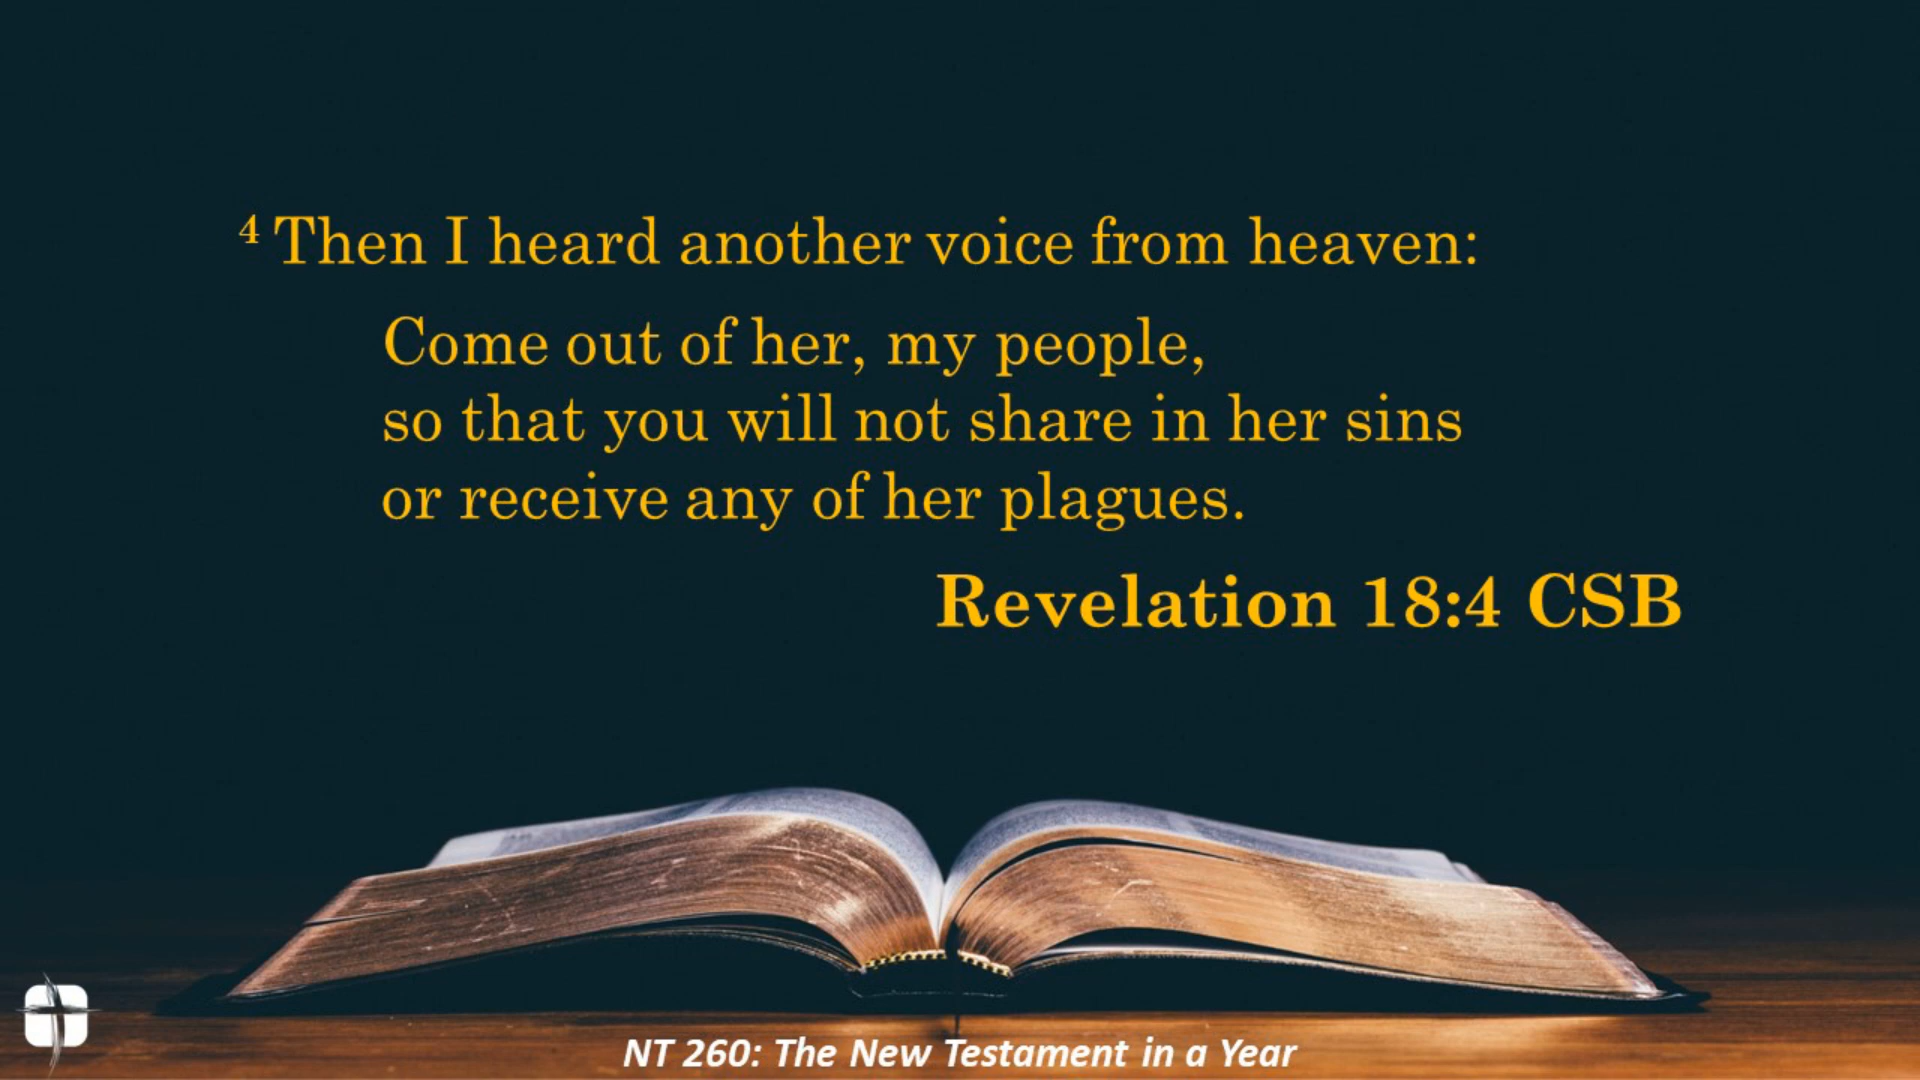 4 Then I heard another voice from heaven:
Come out of her, my people,
so that you will not share in her sins
or receive any of her plagues.
Revelation 18:4 CSB
NT 260: The New Testament in a Year